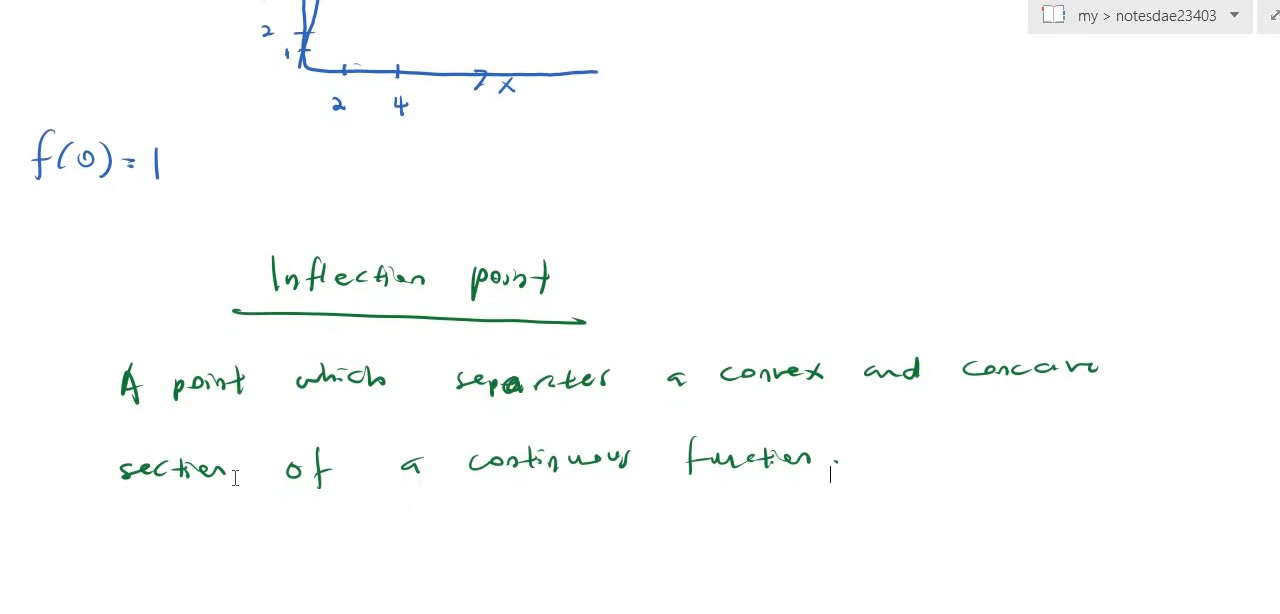 my > notesdae23403
2
1
2 4 x
f(0) = 1
Inflection point
A point which separates a convex and concave
section of a continuous function.